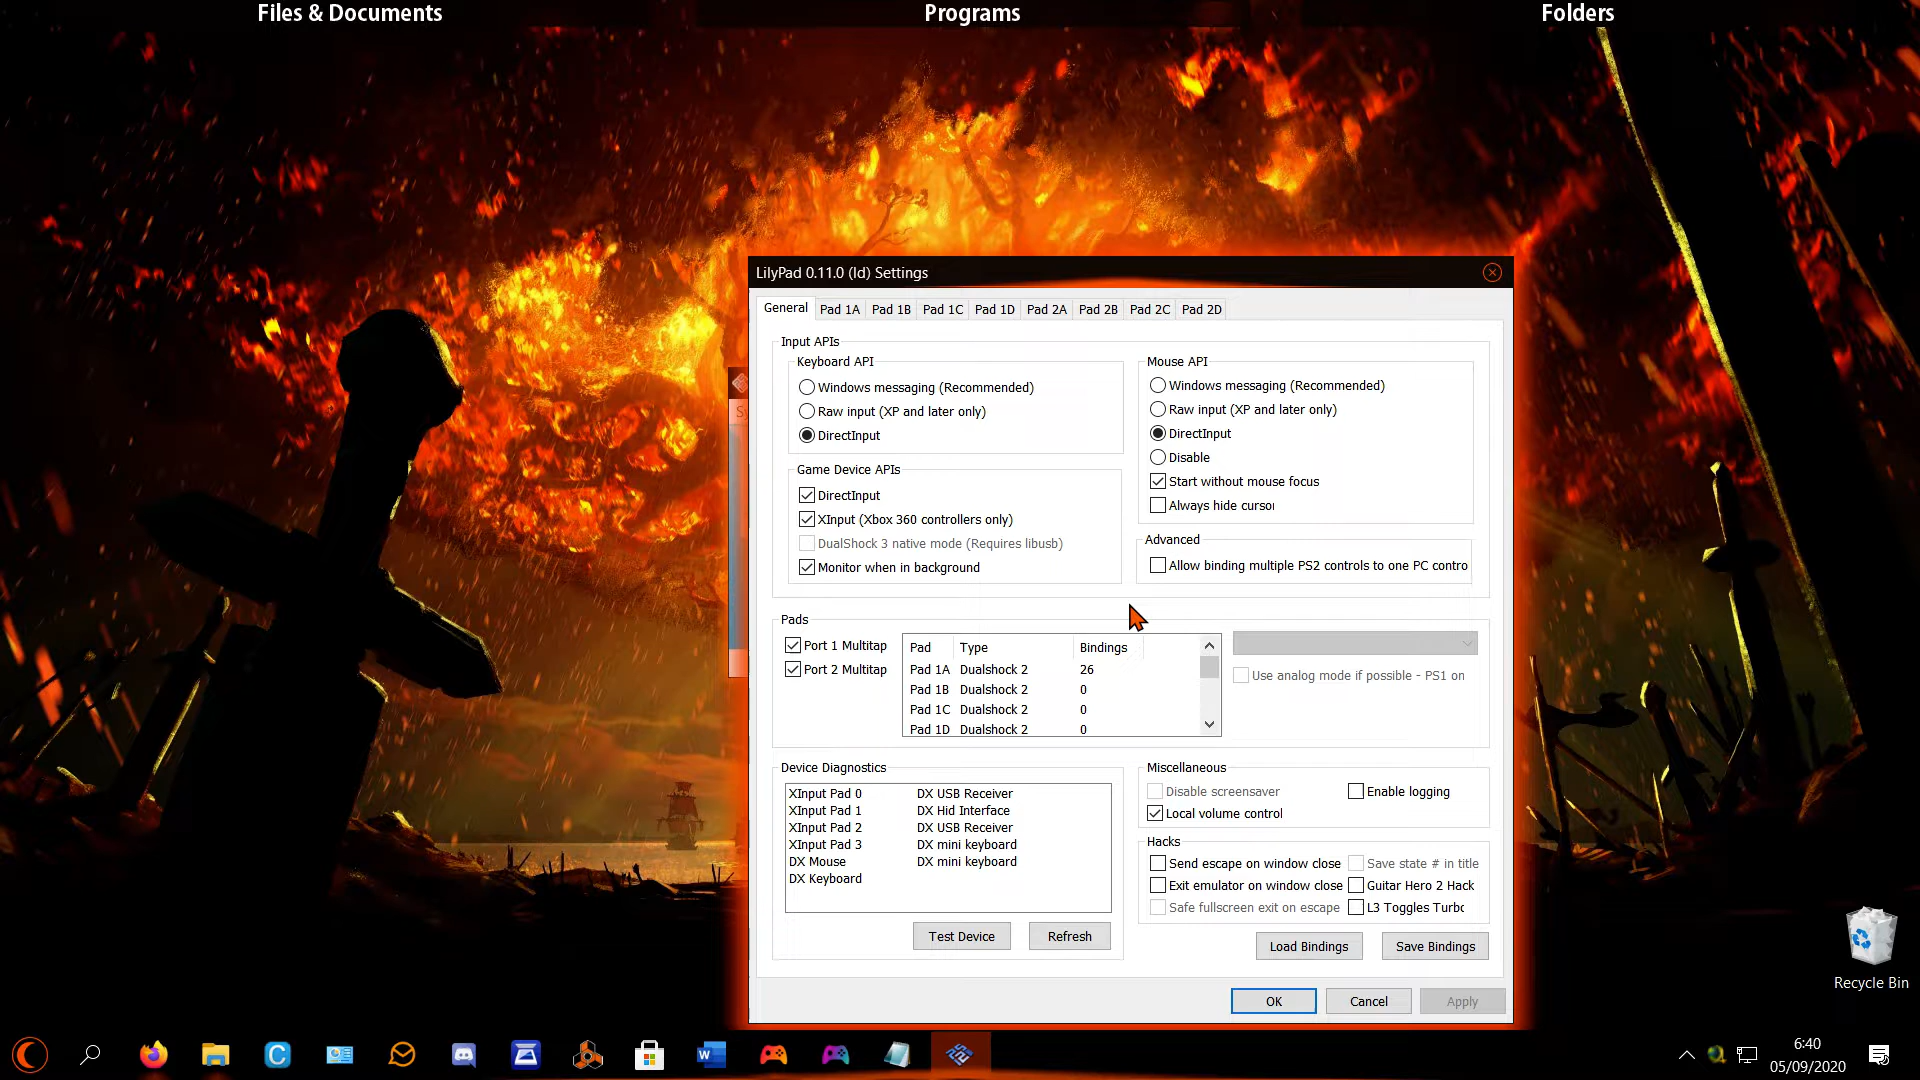 Files & Documents
Programs
Folders
LilyPad 0.11.0 (ld) Settings
General Pad 1A Pad 1B Pad 1C Pad 1D Pad 2A Pad 2B Pad 2C Pad 2D
Input APIs
Keyboard API
Windows messaging (Recommended)
Raw input (XP and later only)
DirectInput
Mouse API
Windows messaging (Recommended)
Raw input (XP and later only)
DirectInput
Disable
Start without mouse focus
Always hide cursor
Game Device APIs
DirectInput
XInput (Xbox 360 controllers only)
DualShock 3 native mode (Requires libusb)
Monitor when in background
Advanced
Allow binding multiple PS2 controls to one PC contro
Pads
Port 1 Multitap
Port 2 Multitap
Pad Type Bindings
Pad 1A Dualshock 2 26
Pad 1B Dualshock 2 0
Pad 1C Dualshock 2 0
Pad 1D Dualshock 2 0
Use analog mode if possible - PS1 on
Device Diagnostics
XInput Pad 0 DX USB Receiver
XInput Pad 1 DX Hid Interface
XInput Pad 2 DX USB Receiver
XInput Pad 3 DX mini keyboard
DX Mouse DX mini keyboard
DX Keyboard
Test Device Refresh
Miscellaneous
Disable screensaver Enable logging
Local volume control
Hacks
Send escape on window close Save state # in title
Exit emulator on window close Guitar Hero 2 Hack
Safe fullscreen exit on escape L3 Toggles Turbo
Load Bindings Save Bindings
OK Cancel Apply
Recycle Bin
6:40
05/09/2020